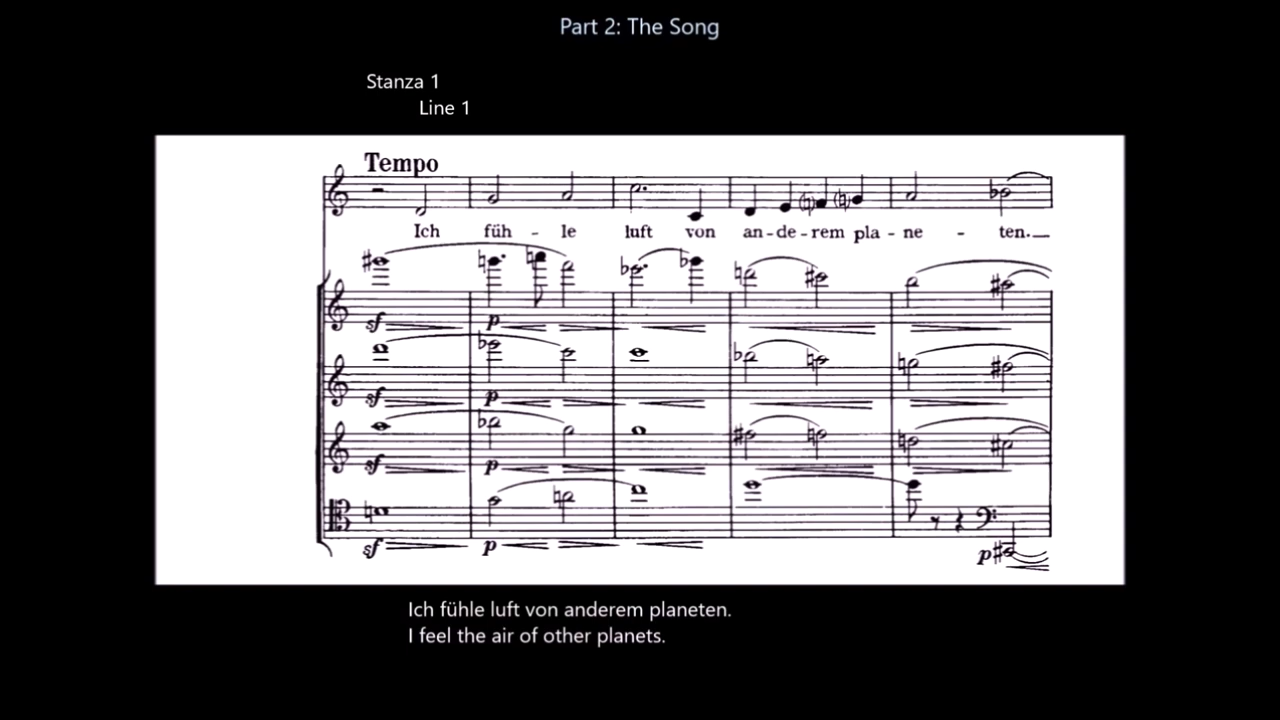 Part 2: The Song
Stanza 1
Line 1
Tempo
Ich füh - le luft von an - de - rem pla - ne - ten.
sf p
sf p
sf p
sf p p
Ich fühle luft von anderem planeten.
I feel the air of other planets.